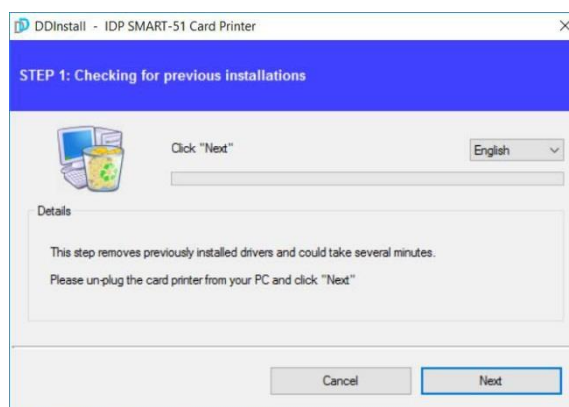 DDInstall - IDP SMART-51 Card Printer
STEP 1: Checking for previous installations
Click "Next"
English
Details
This step removes previously installed drivers and could take several minutes.
Please un-plug the card printer from your PC and click "Next"
Cancel
Next